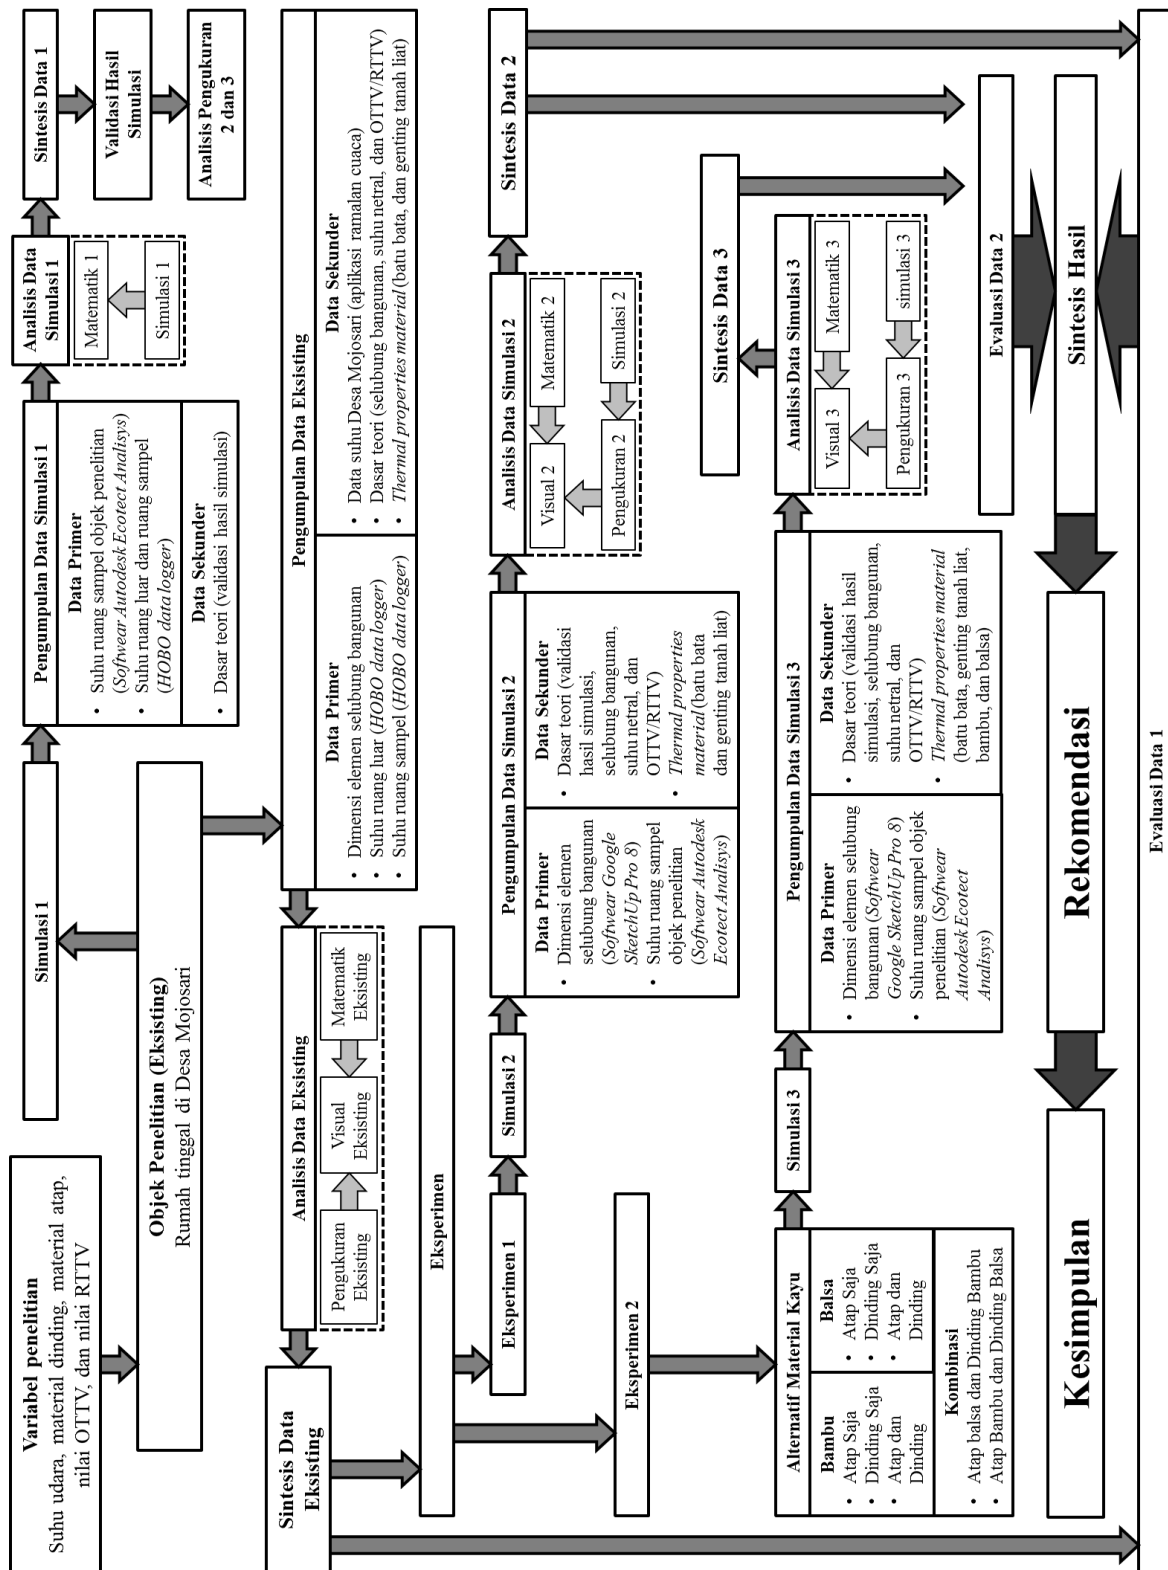 Variabel penelitian
Suhu udara, material dinding, material atap,
nilai OTTV, dan nilai RTTV
Objek Penelitian (Eksisting)
Rumah tinggal di Desa Mojosari
Simulasi 1
Pengumpulan Data Simulasi 1
Data Primer
• Suhu ruang sampel objek penelitian
(Softwear Autodesk Ecotect Analisys)
• Suhu ruang luar dan ruang sampel
(HOBO data logger)
Data Sekunder
• Dasar teori (validasi hasil simulasi)
Analisis Data
Simulasi 1
Matematik 1
Simulasi 1
Sintesis Data 1
Validasi Hasil
Simulasi
Analisis Pengukuran
2 dan 3
Pengumpulan Data Eksisting
Data Primer
• Dimensi elemen selubung bangunan
• Suhu ruang luar (HOBO data logger)
• Suhu ruang sampel (HOBO data logger)
Data Sekunder
• Data suhu Desa Mojosari (aplikasi ramalan cuaca)
• Dasar teori (selubung bangunan, suhu netral, dan OTTV/RTTV)
• Thermal properties material (batu bata, dan genting tanah liat)
Analisis Data Eksisting
Pengukuran
Eksisting
Visual
Eksisting
Matematik
Eksisting
Sintesis Data
Eksisting
Eksperimen
Eksperimen 1
Simulasi 2
Pengumpulan Data Simulasi 2
Data Primer
• Dimensi elemen
selubung bangunan
(Softwear Google
SketchUp Pro 8)
• Suhu ruang sampel
objek penelitian
(Softwear Autodesk
Ecotect Analisys)
Data Sekunder
• Dasar teori (validasi
hasil simulasi,
selubung bangunan,
suhu netral, dan
OTTV/RTTV)
• Thermal properties
material (batu bata
dan genting tanah liat)
Analisis Data Simulasi 2
Visual 2
Matematik 2
Pengukuran 2
Simulasi 2
Sintesis Data 2
Eksperimen 2
Alternatif Material Kayu
Bambu
• Atap Saja
• Dinding Saja
• Atap dan
Dinding
Balsa
• Atap Saja
• Dinding Saja
• Atap dan
Dinding
Kombinasi
• Atap balsa dan Dinding Bambu
• Atap Bambu dan Dinding Balsa
Simulasi 3
Pengumpulan Data Simulasi 3
Data Primer
• Dimensi elemen selubung
bangunan (Softwear
Google SketchUp Pro 8)
• Suhu ruang sampel objek
penelitian (Softwear
Autodesk Ecotect
Analisys)
Data Sekunder
• Dasar teori (validasi hasil
simulasi, selubung bangunan,
suhu netral, dan
OTTV/RTTV)
• Thermal properties material
(batu bata, genting tanah liat,
bambu, dan balsa)
Analisis Data Simulasi 3
Visual 3
Matematik 3
Pengukuran 3
simulasi 3
Sintesis Data 3
Evaluasi Data 2
Sintesis Hasil
Rekomendasi
Kesimpulan
Evaluasi Data 1